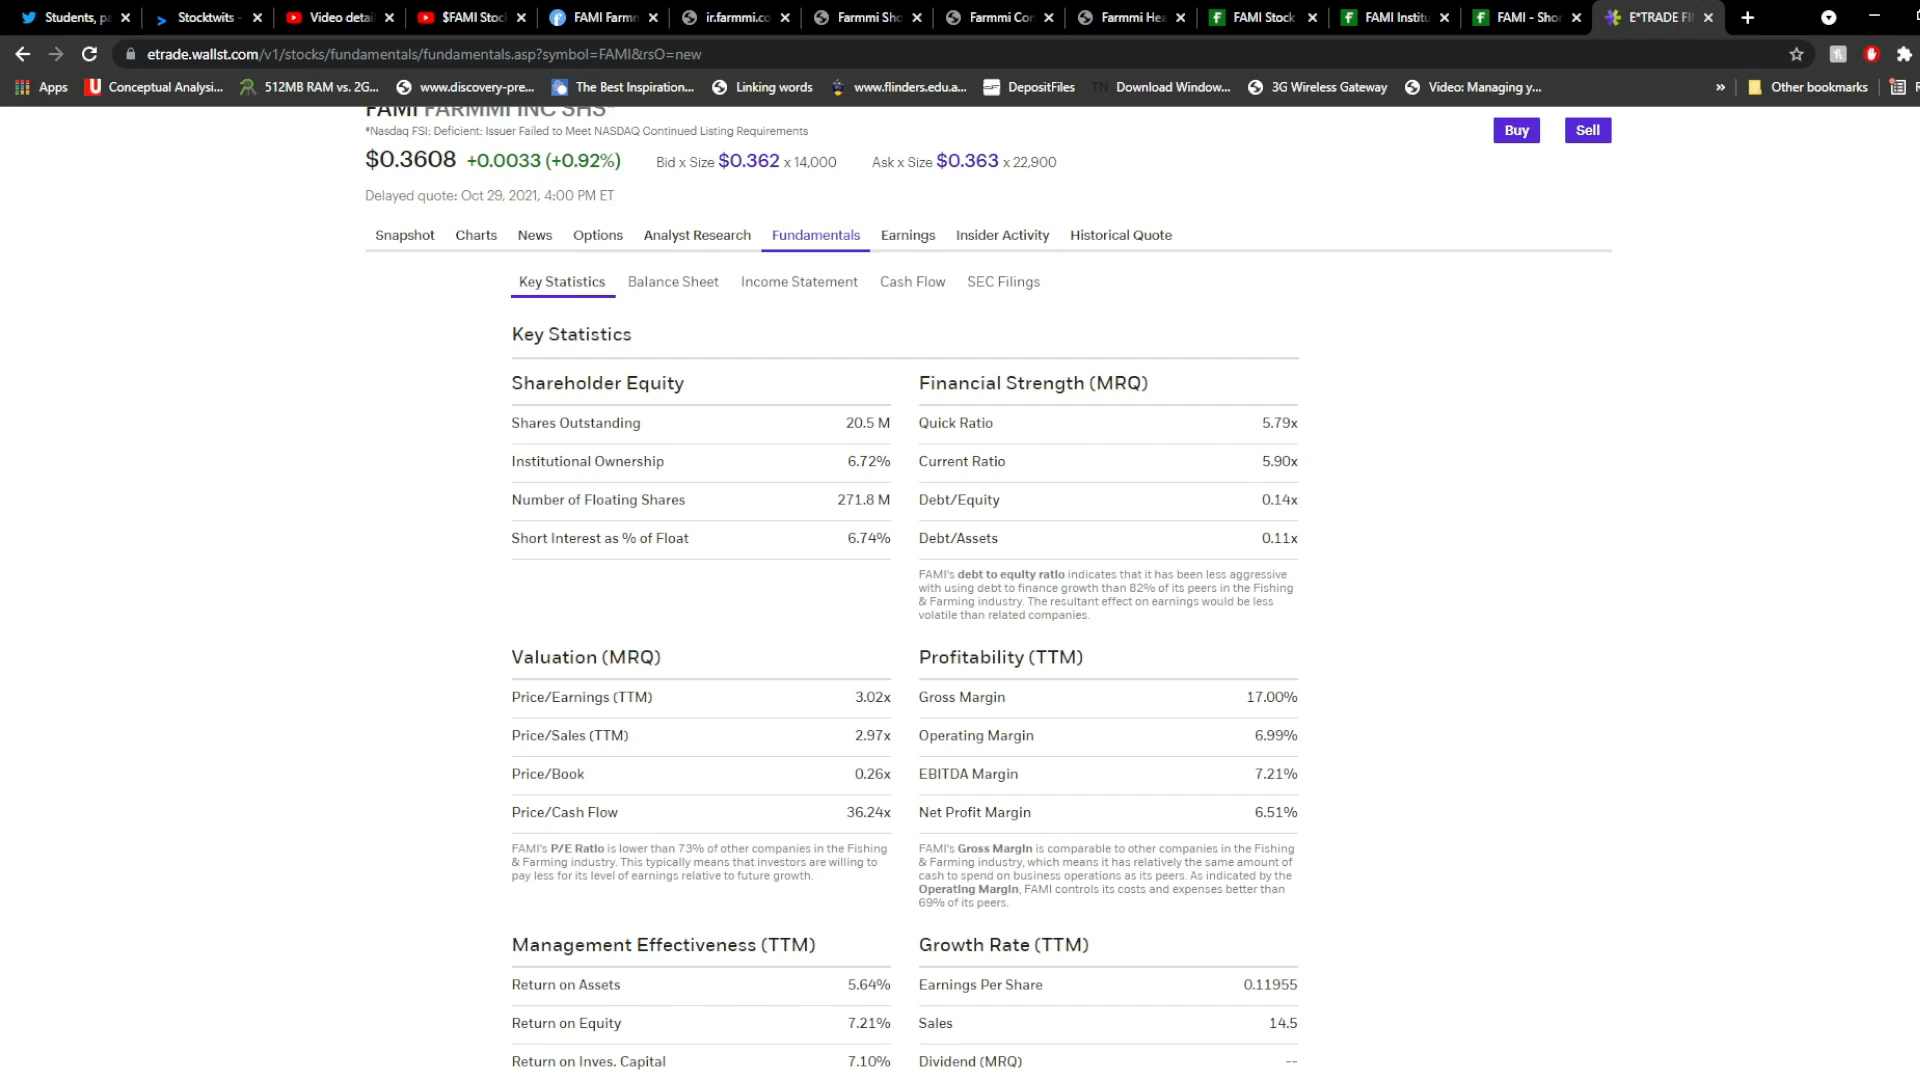 Students, p
Stocktwits -
Video detai
$FAMI Stoc
FAMI Farm
ir.farmmi.co
Farmmi Sho
Farmmi Cor
Farmmi Hea
FAMI Stock
FAMI Institu
FAMI - Shor
E*TRADE FI
etrade.wallst.com/v1/stocks/fundamentals/fundamentals.asp?symbol=FAMI&rsO=new
Apps
Conceptual Analysi...
512MB RAM vs. 2G...
www.discovery-pre...
The Best Inspiration...
Linking words
www.flinders.edu.a...
DepositFiles
TN Download Window...
3G Wireless Gateway
Video: Managing y...
»
Other bookmarks
FAMI FARMMI INC SHS*
*Nasdaq FSI: Deficient: Issuer Failed to Meet NASDAQ Continued Listing Requirements
Buy
Sell
$0.3608 +0.0033 (+0.92%) Bid x Size $0.362 x 14,000 Ask x Size $0.363 x 22,900
Delayed quote: Oct 29, 2021, 4:00 PM ET
Snapshot Charts News Options Analyst Research Fundamentals Earnings Insider Activity Historical Quote
Key Statistics Balance Sheet Income Statement Cash Flow SEC Filings
Key Statistics
Shareholder Equity
Shares Outstanding 20.5 M
Institutional Ownership 6.72%
Number of Floating Shares 271.8 M
Short Interest as % of Float 6.74%
Financial Strength (MRQ)
Quick Ratio 5.79x
Current Ratio 5.90x
Debt/Equity 0.14x
Debt/Assets 0.11x
FAMI's debt to equity ratio indicates that it has been less aggressive
with using debt to finance growth than 82% of its peers in the Fishing
& Farming industry. The resultant effect on earnings would be less
volatile than related companies.
Valuation (MRQ)
Price/Earnings (TTM) 3.02x
Price/Sales (TTM) 2.97x
Price/Book 0.26x
Price/Cash Flow 36.24x
FAMI's P/E Ratio is lower than 73% of other companies in the Fishing
& Farming industry. This typically means that investors are willing to
pay less for its level of earnings relative to future growth.
Profitability (TTM)
Gross Margin 17.00%
Operating Margin 6.99%
EBITDA Margin 7.21%
Net Profit Margin 6.51%
FAMI's Gross Margin is comparable to other companies in the Fishing
& Farming industry, which means it has relatively the same amount of
cash to spend on business operations as its peers. As indicated by the
Operating Margin, FAMI controls its costs and expenses better than
69% of its peers.
Management Effectiveness (TTM)
Return on Assets 5.64%
Return on Equity 7.21%
Return on Inves. Capital 7.10%
Growth Rate (TTM)
Earnings Per Share 0.11955
Sales 14.5
Dividend (MRQ) --